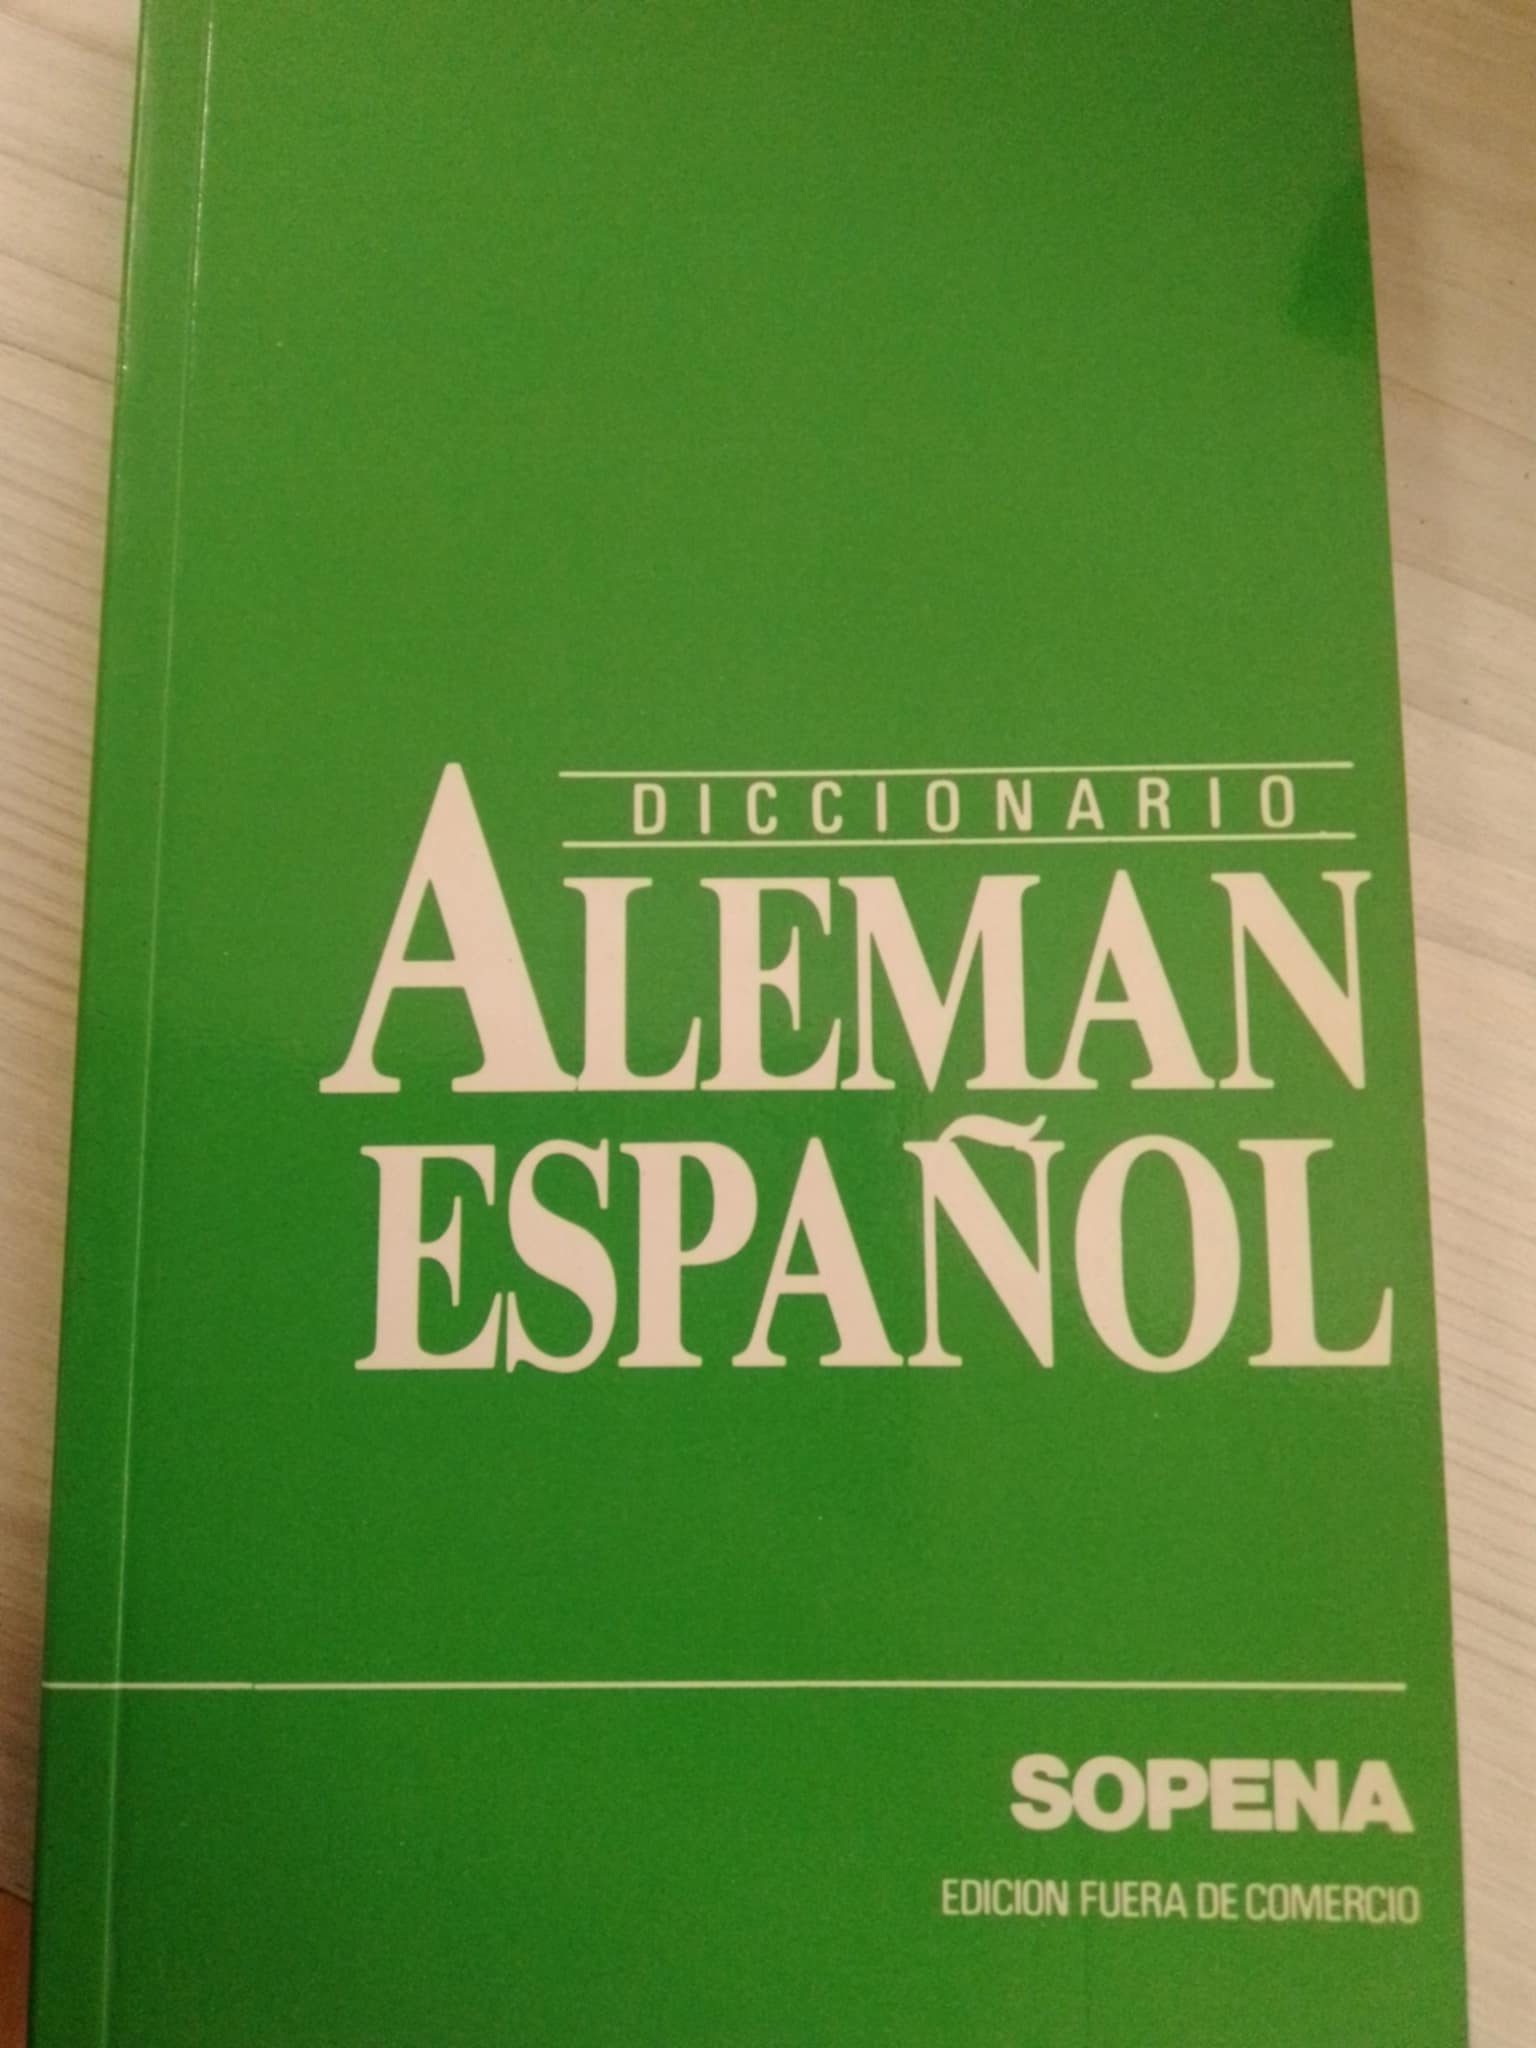 DICCIONARIO
ALEMAN
ESPAÑOL
SOPENA
EDICION FUERA DE COMERCIO